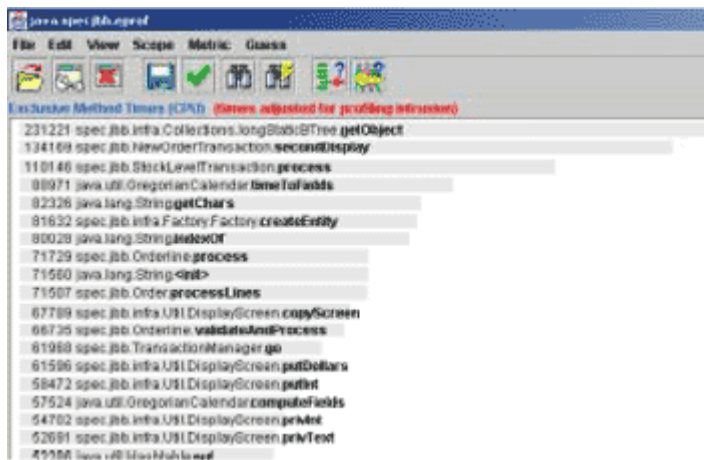 java.spec.jbb.eprof
File Edit View Scope Metric Guess
Exclusive Method Times (CPU) (times adjusted for profiling intrusion)
231221 spec.jbb.infra.Collections.longStaticBTree.getObject
134169 spec.jbb.NewOrderTransaction.secondDisplay
110146 spec.jbb.StockLevelTransaction.process
88971 java.util.GregorianCalendar.timeToFields
82326 java.lang.String.getChars
81632 spec.jbb.infra.Factory.Factory.createEntity
80028 java.lang.String.indexOf
71729 spec.jbb.Orderline.process
71560 java.lang.String.<init>
71507 spec.jbb.Order.processLines
67789 spec.jbb.infra.Util.DisplayScreen.copyScreen
66735 spec.jbb.Orderline.validateAndProcess
61968 spec.jbb.TransactionManager.go
61596 spec.jbb.infra.Util.DisplayScreen.putDollars
58472 spec.jbb.infra.Util.DisplayScreen.putInt
57524 java.util.GregorianCalendar.computeFields
54702 spec.jbb.infra.Util.DisplayScreen.privInt
52691 spec.jbb.infra.Util.DisplayScreen.privText
java.util.Hashtable.put